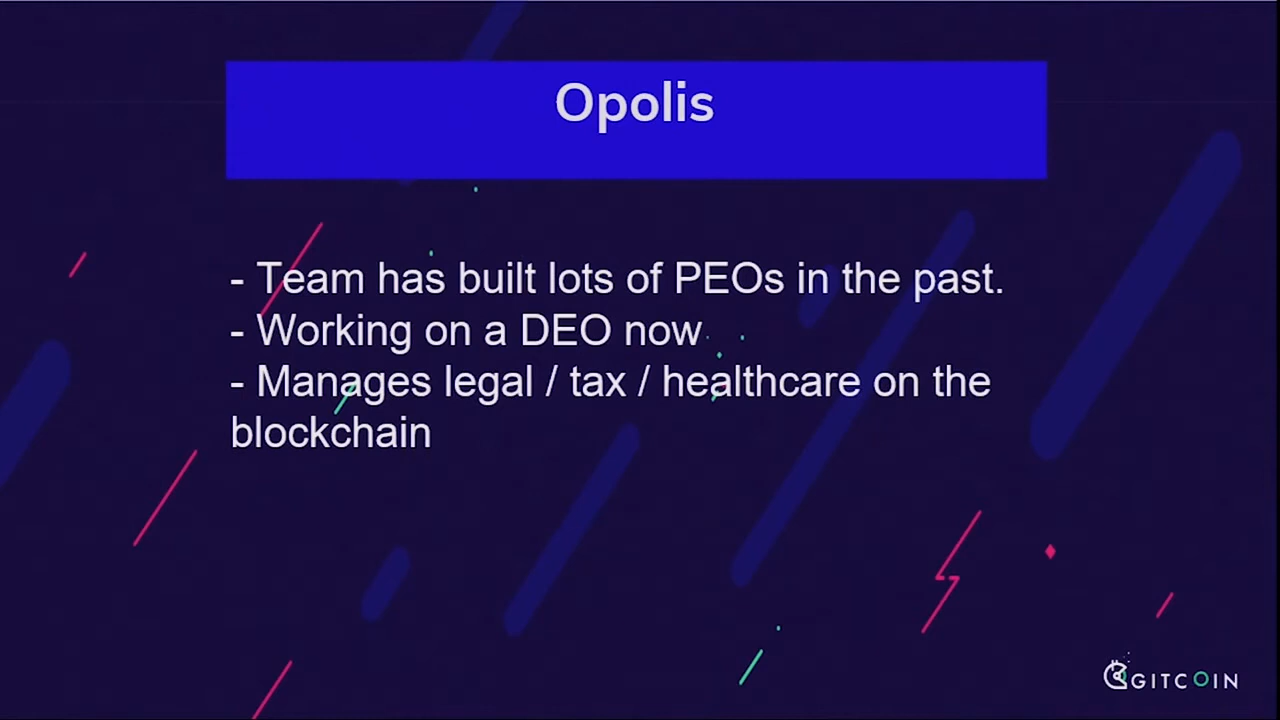 Opolis
- Team has built lots of PEOs in the past.
- Working on a DEO now
- Manages legal / tax / healthcare on the
blockchain
GITCOIN